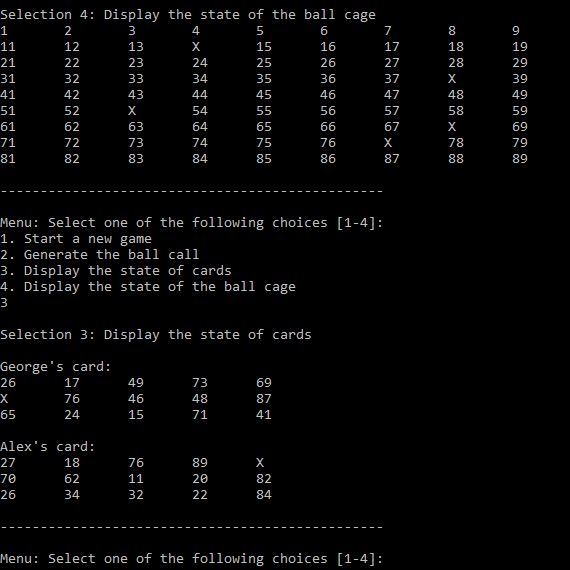 Selection 4: Display the state of the ball cage
1 2 3 4 5 6 7 8 9
11 12 13 X 15 16 17 18 19
21 22 23 24 25 26 27 28 29
31 32 33 34 35 36 37 X 39
41 42 43 44 45 46 47 48 49
51 52 X 54 55 56 57 58 59
61 62 63 64 65 66 67 X 69
71 72 73 74 75 76 X 78 79
81 82 83 84 85 86 87 88 89
------------------------------------------------
Menu: Select one of the following choices [1-4]:
1. Start a new game
2. Generate the ball call
3. Display the state of cards
4. Display the state of the ball cage
3
Selection 3: Display the state of cards
George's card:
26 17 49 73 69
X 76 46 48 87
65 24 15 71 41
Alex's card:
27 18 76 89 X
70 62 11 20 82
26 34 32 22 84
------------------------------------------------
Menu: Select one of the following choices [1-4]: